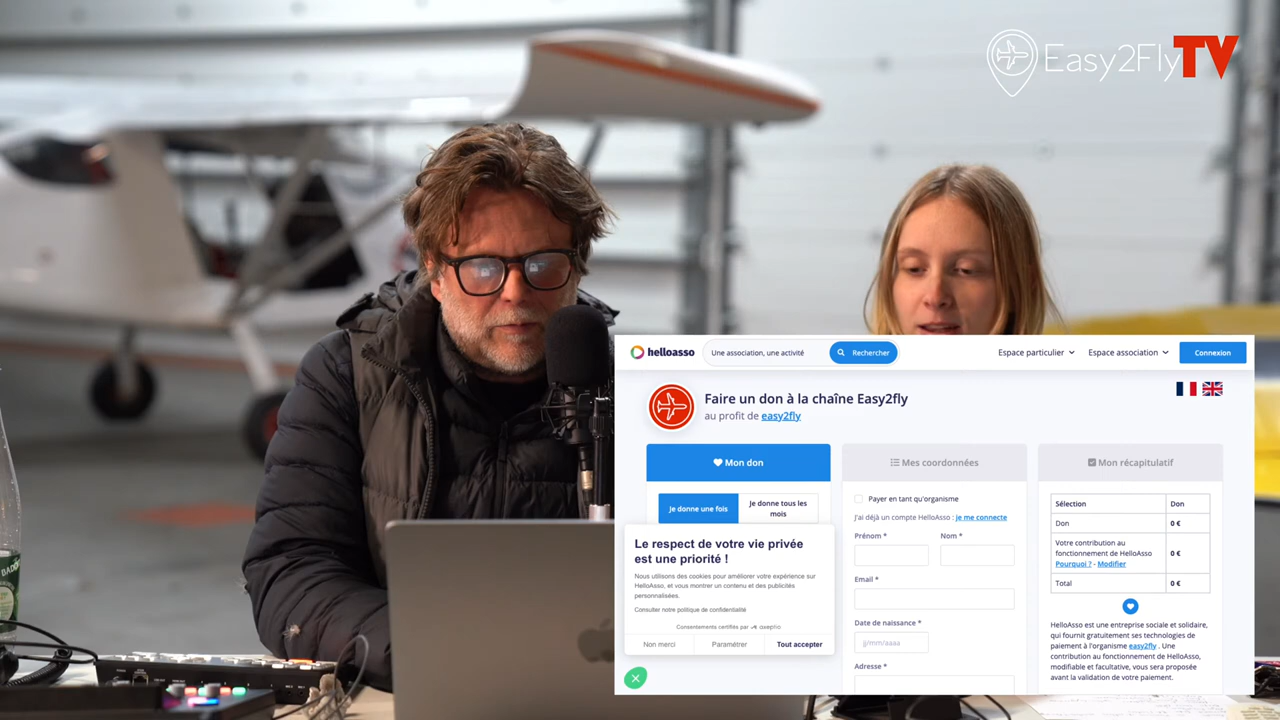 Easy2FlyTV
helloasso
Une association, une activité
Rechercher
Espace particulier
Espace association
Connexion
Faire un don à la chaîne Easy2fly
au profit de easy2fly
Mon don
Je donne une fois
Je donne tous les
mois
Le respect de votre vie privée
est une priorité !
Nous utilisons des cookies pour améliorer votre expérience sur
HelloAsso, et vous montrer un contenu et des publicités
personnalisées.
Consulter notre politique de confidentialité
Consentements certifiés par axeptio
Non merci
Paramétrer
Tout accepter
Mes coordonnées
Payer en tant qu'organisme
J'ai déjà un compte HelloAsso : je me connecte
Prénom *
Nom *
Email *
Date de naissance *
jj/mm/aaaa
Adresse *
Mon récapitulatif
Sélection Don
Don 0 €
Votre contribution au
fonctionnement de HelloAsso 0 €
Pourquoi ? - Modifier
Total 0 €
HelloAsso est une entreprise sociale et solidaire,
qui fournit gratuitement ses technologies de
paiement à l'organisme easy2fly . Une
contribution au fonctionnement de HelloAsso,
modifiable et facultative, vous sera proposée
avant la validation de votre paiement.